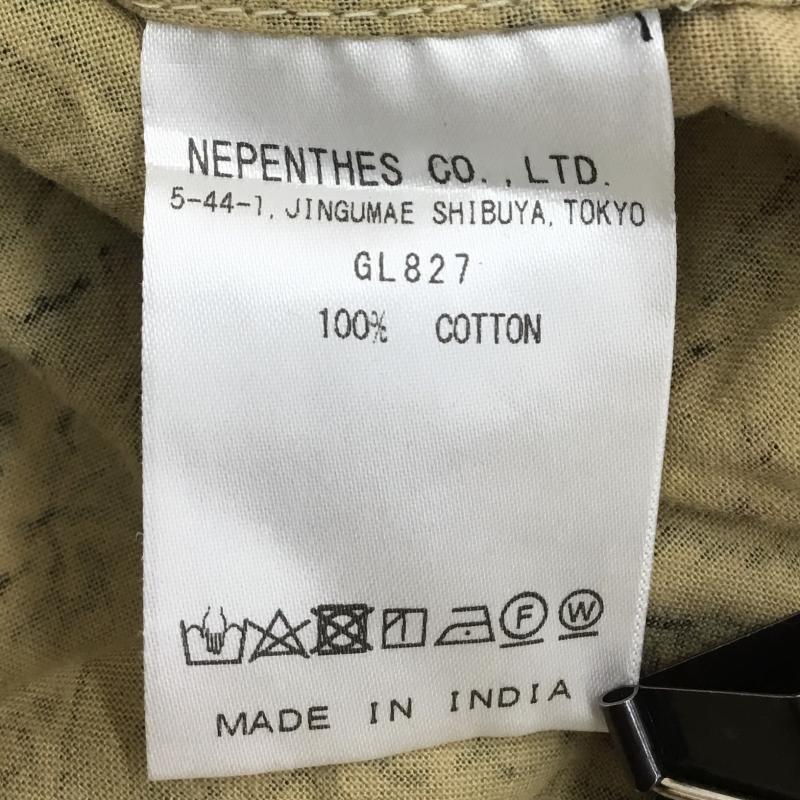 NEPENTHES CO., LTD.
5-44-1, JINGUMAE SHIBUYA, TOKYO
GL827
100% COTTON
F W
MADE IN INDIA